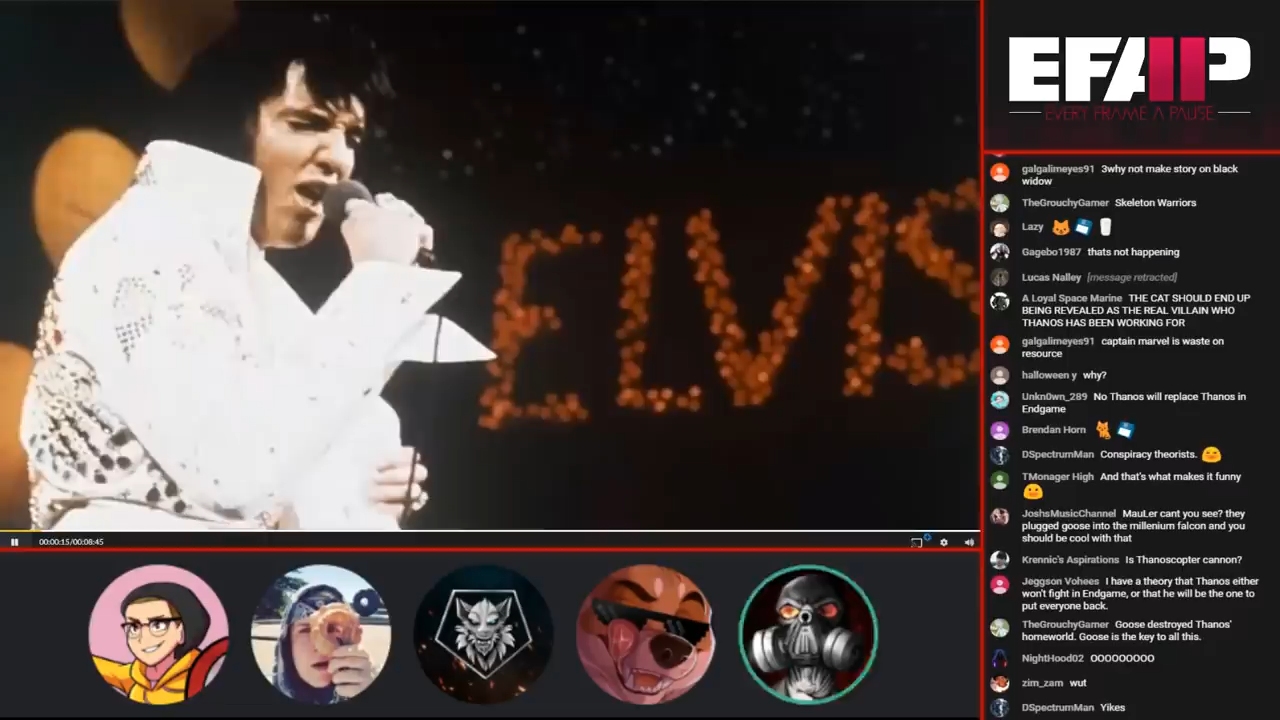 ELVIS
00:00:15/00:08:45
EFAP
EVERY FRAME A PAUSE
galgalimeyes91 3why not make story on black
widow
TheGrouchyGamer Skeleton Warriors
Lazy
Gagebo1987 thats not happening
Lucas Nalley [message retracted]
A Loyal Space Marine THE CAT SHOULD END UP
BEING REVEALED AS THE REAL VILLAIN WHO
THANOS HAS BEEN WORKING FOR
galgalimeyes91 captain marvel is waste on
resource
halloween y why?
Unkn0wn_289 No Thanos will replace Thanos in
Endgame
Brendan Horn
DSpectrumMan Conspiracy theorists.
TMonager High And that's what makes it funny
JoshsMusicChannel MauLer cant you see? they
plugged goose into the millenium falcon and you
should be cool with that
Krennic's Aspirations Is Thanoscopter cannon?
Jeggson Vohees I have a theory that Thanos either
won't fight in Endgame, or that he will be the one to
put everyone back.
TheGrouchyGamer Goose destroyed Thanos'
homeworld. Goose is the key to all this.
NightHood02 OOOOOOOOO
zim_zam wut
DSpectrumMan Yikes